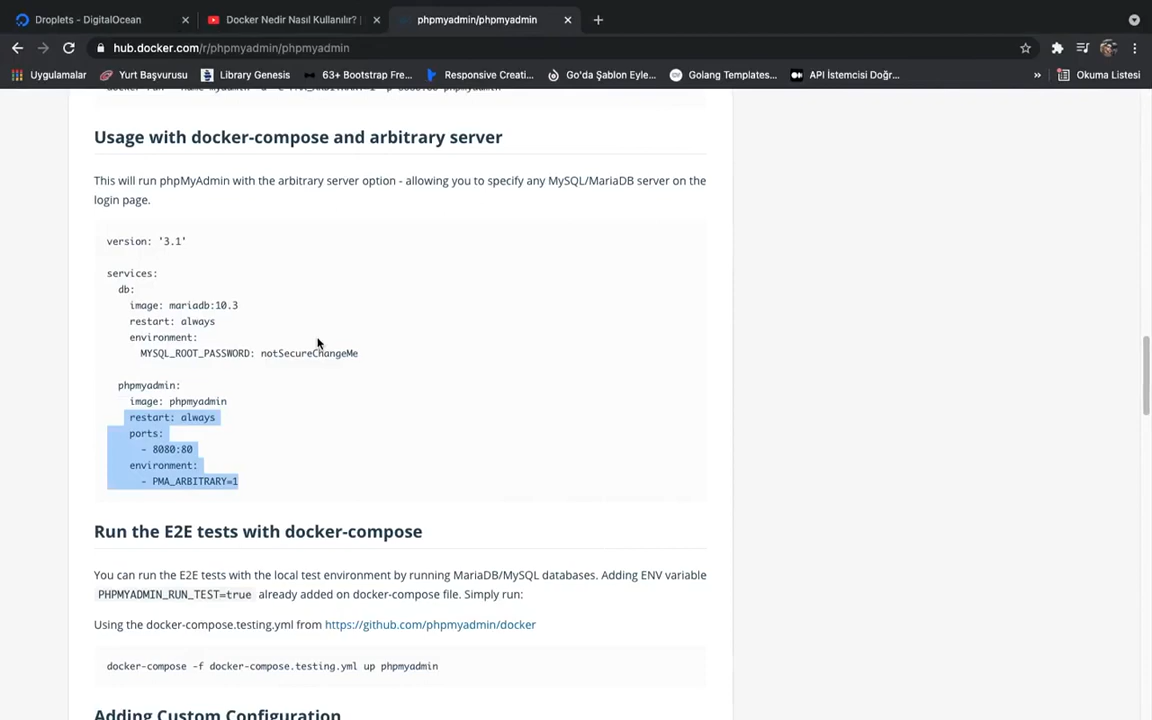 Droplets - DigitalOcean
Docker Nedir Nasıl Kullanılır? |
phpmyadmin/phpmyadmin
hub.docker.com/r/phpmyadmin/phpmyadmin
Uygulamalar
Yurt Başvurusu
Library Genesis
63+ Bootstrap Fre...
Responsive Creati...
Go'da Şablon Eyle...
Golang Templates...
API İstemcisi Doğr...
»
Okuma Listesi
Usage with docker-compose and arbitrary server
This will run phpMyAdmin with the arbitrary server option - allowing you to specify any MySQL/MariaDB server on the
login page.
version: '3.1'
services:
db:
image: mariadb:10.3
restart: always
environment:
MYSQL_ROOT_PASSWORD: notSecureChangeMe
phpmyadmin:
image: phpmyadmin
restart: always
ports:
- 8080:80
environment:
- PMA_ARBITRARY=1
Run the E2E tests with docker-compose
You can run the E2E tests with the local test environment by running MariaDB/MySQL databases. Adding ENV variable
PHPMYADMIN_RUN_TEST=true already added on docker-compose file. Simply run:
Using the docker-compose.testing.yml from https://github.com/phpmyadmin/docker
docker-compose -f docker-compose.testing.yml up phpmyadmin
Adding Custom Configuration